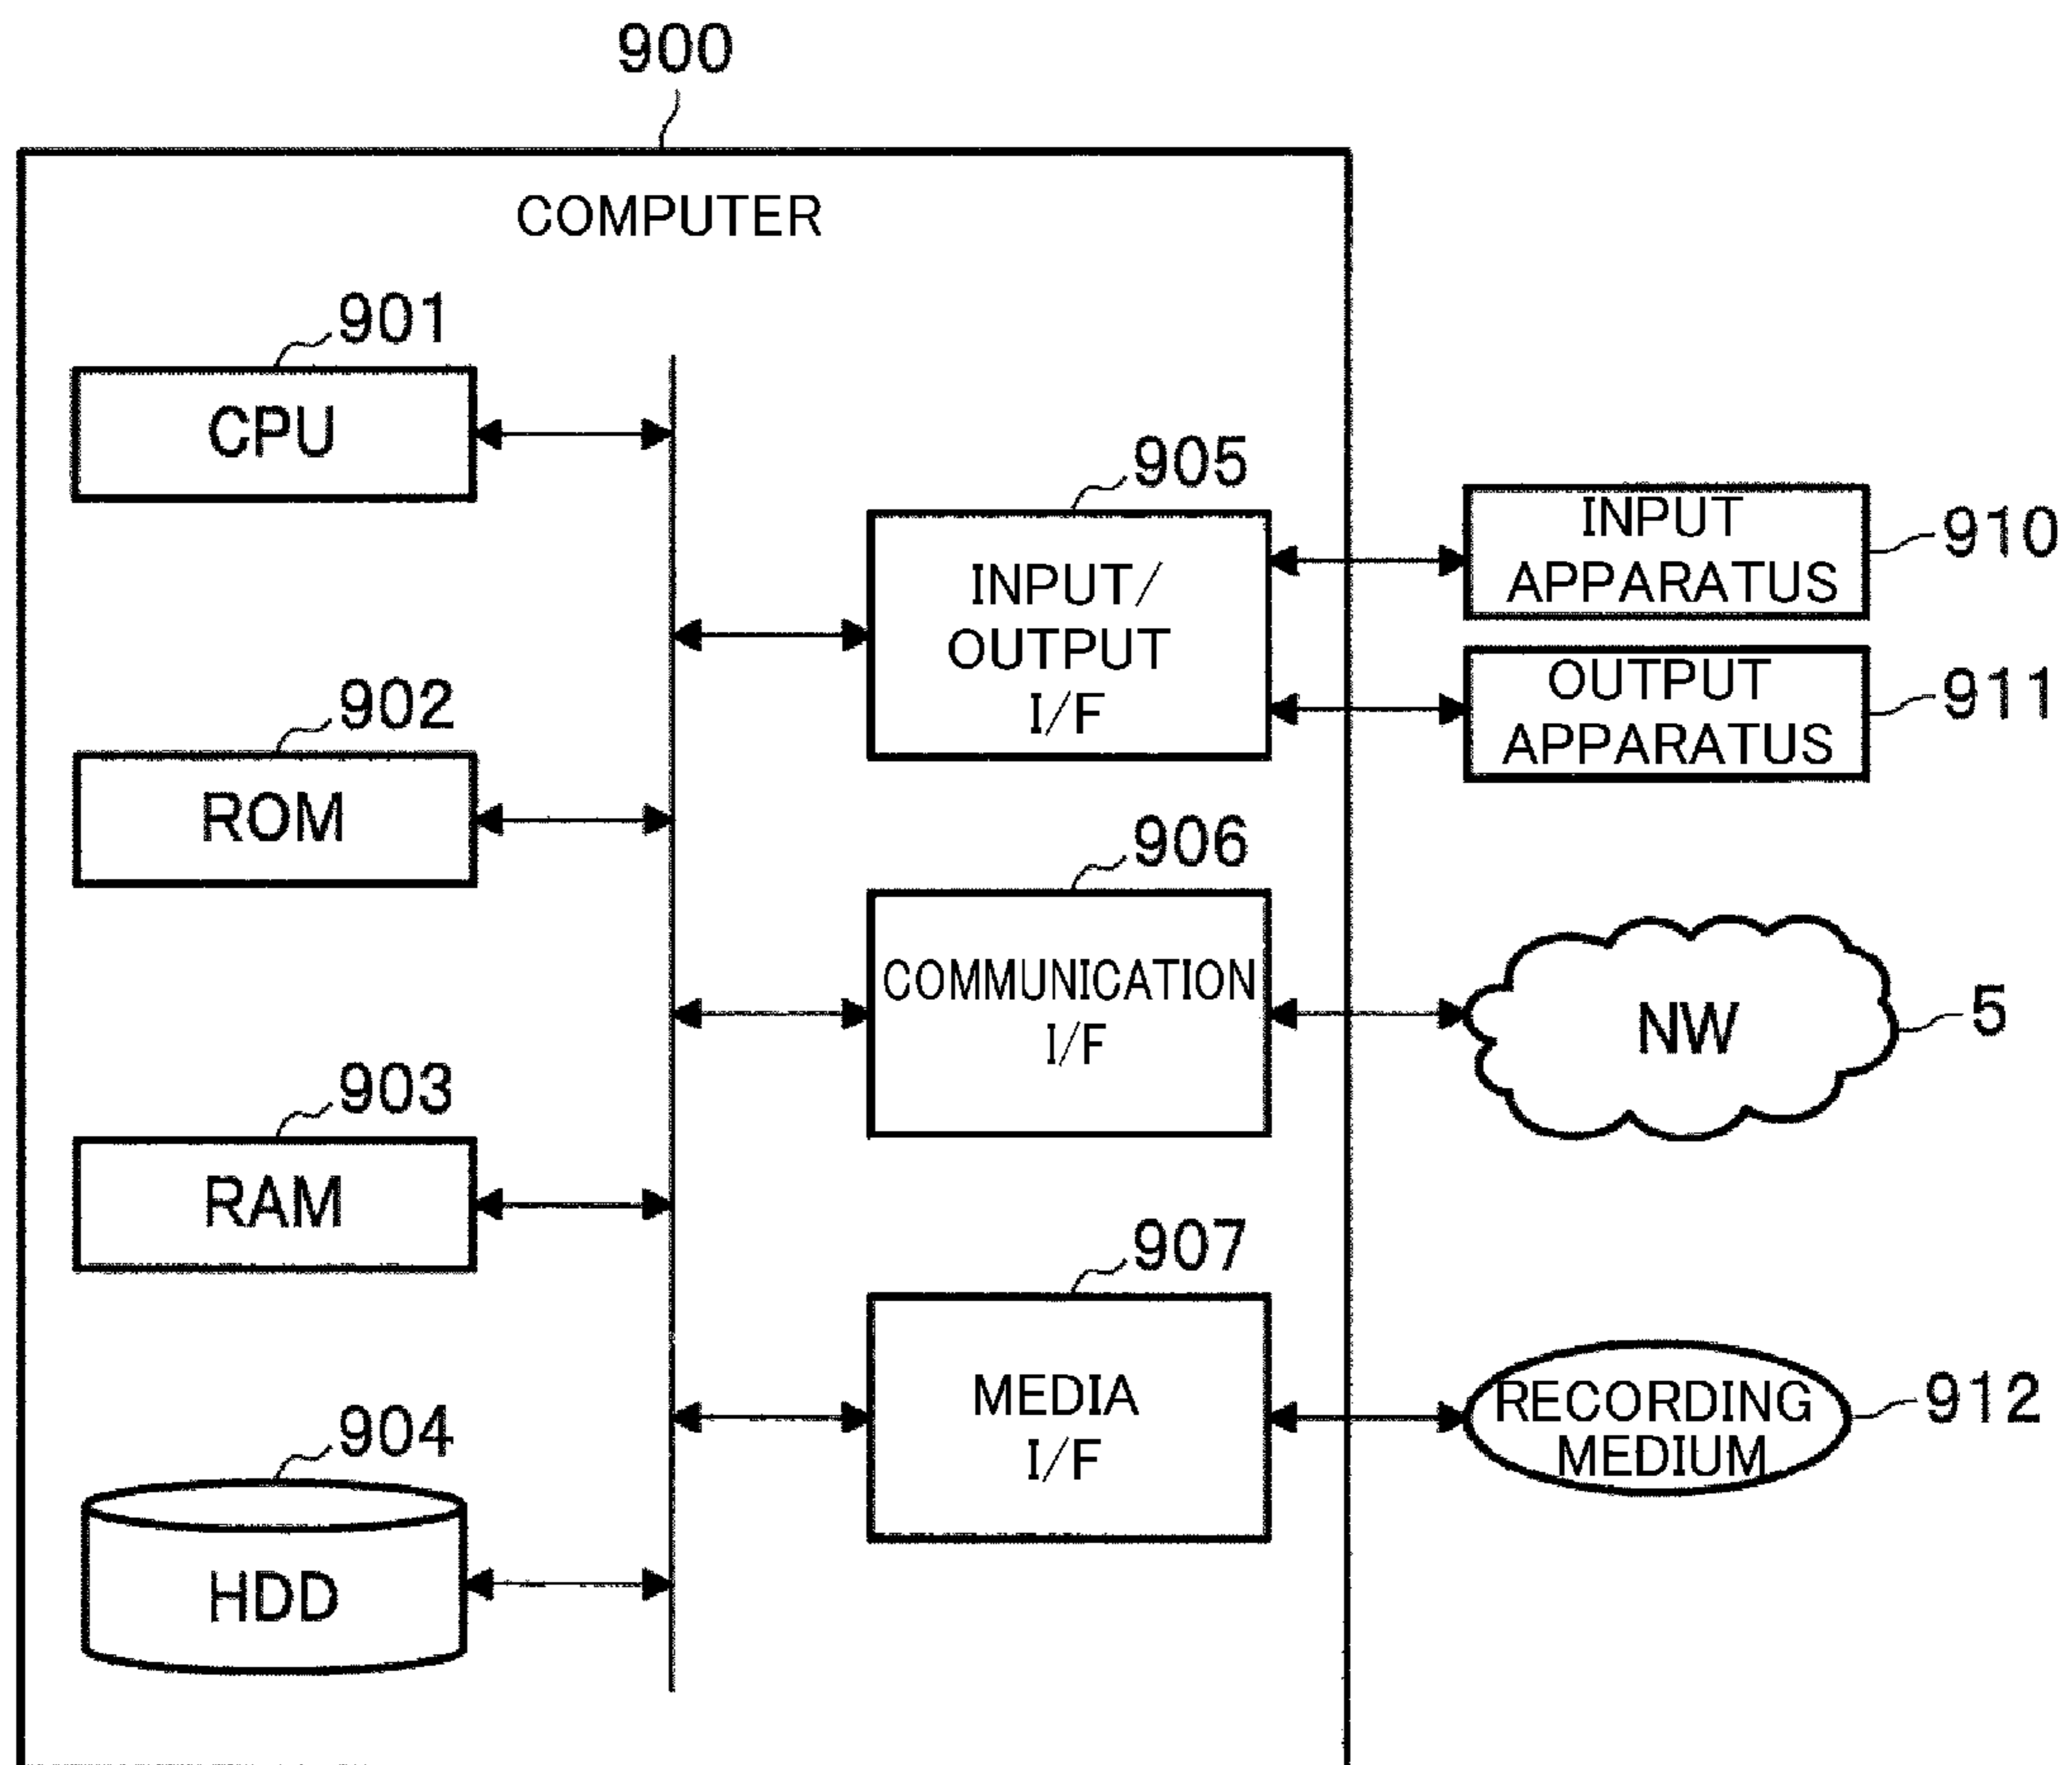 900
COMPUTER
901
CPU
902
ROM
903
RAM
904
HDD
905
INPUT/
OUTPUT
I/F
906
COMMUNICATION
I/F
907
MEDIA
I/F
INPUT
APPARATUS
910
OUTPUT
APPARATUS
911
NW
5
RECORDING
MEDIUM
912